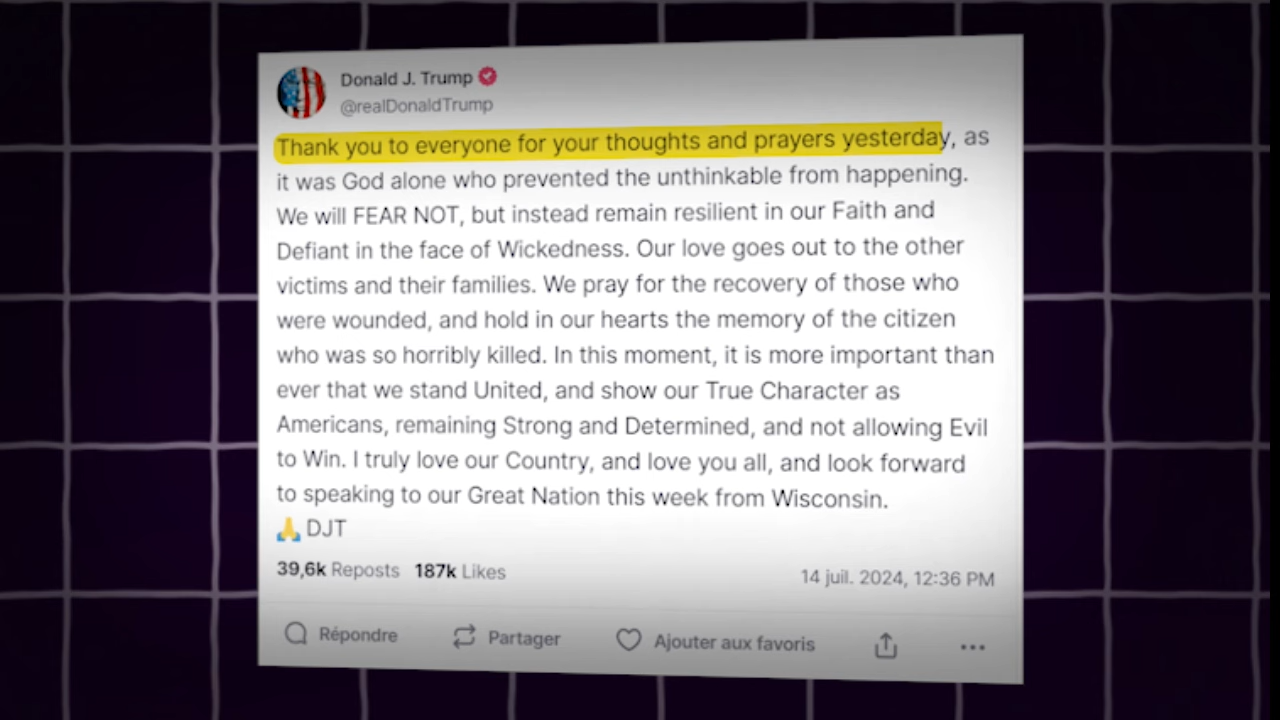 Donald J. Trump
@realDonaldTrump
Thank you to everyone for your thoughts and prayers yesterday, as
it was God alone who prevented the unthinkable from happening.
We will FEAR NOT, but instead remain resilient in our Faith and
Defiant in the face of Wickedness. Our love goes out to the other
victims and their families. We pray for the recovery of those who
were wounded, and hold in our hearts the memory of the citizen
who was so horribly killed. In this moment, it is more important than
ever that we stand United, and show our True Character as
Americans, remaining Strong and Determined, and not allowing Evil
to Win. I truly love our Country, and love you all, and look forward
to speaking to our Great Nation this week from Wisconsin.
🙏 DJT
39,6k Reposts 187k Likes
14 juil. 2024, 12:36 PM
Répondre
Partager
Ajouter aux favoris